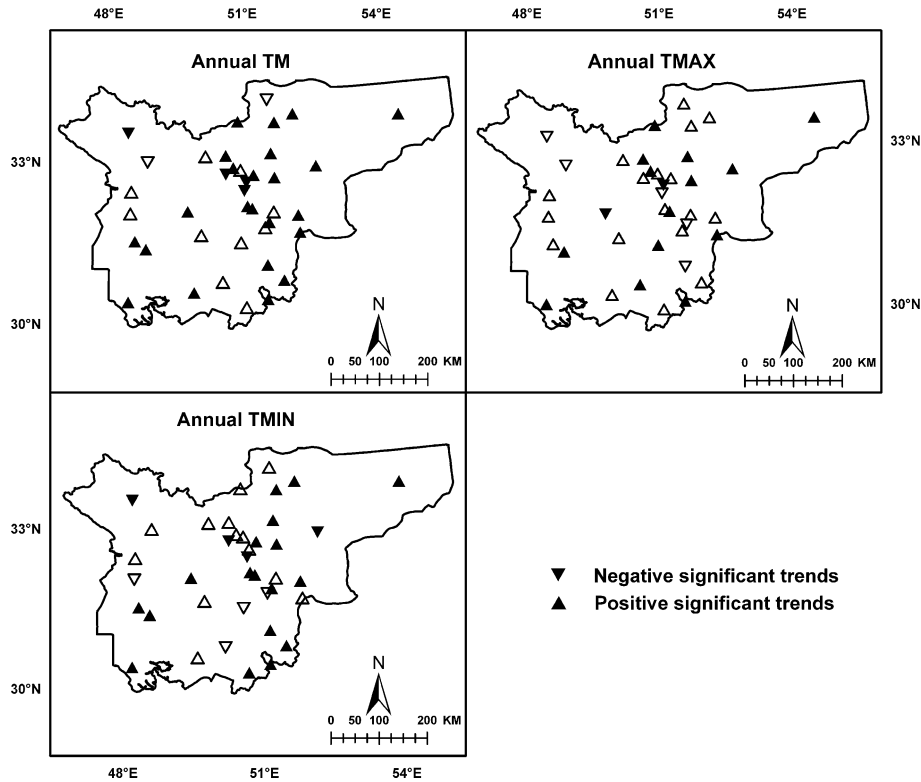 48°E 51°E 54°E 48°E 51°E 54°E
Annual TM Annual TMAX
33°N 33°N
30°N 30°N
N N
0 50 100 200 KM 0 50 100 200 KM
Annual TMIN
33°N
Negative significant trends
Positive significant trends
30°N
N
0 50 100 200 KM
48°E 51°E 54°E